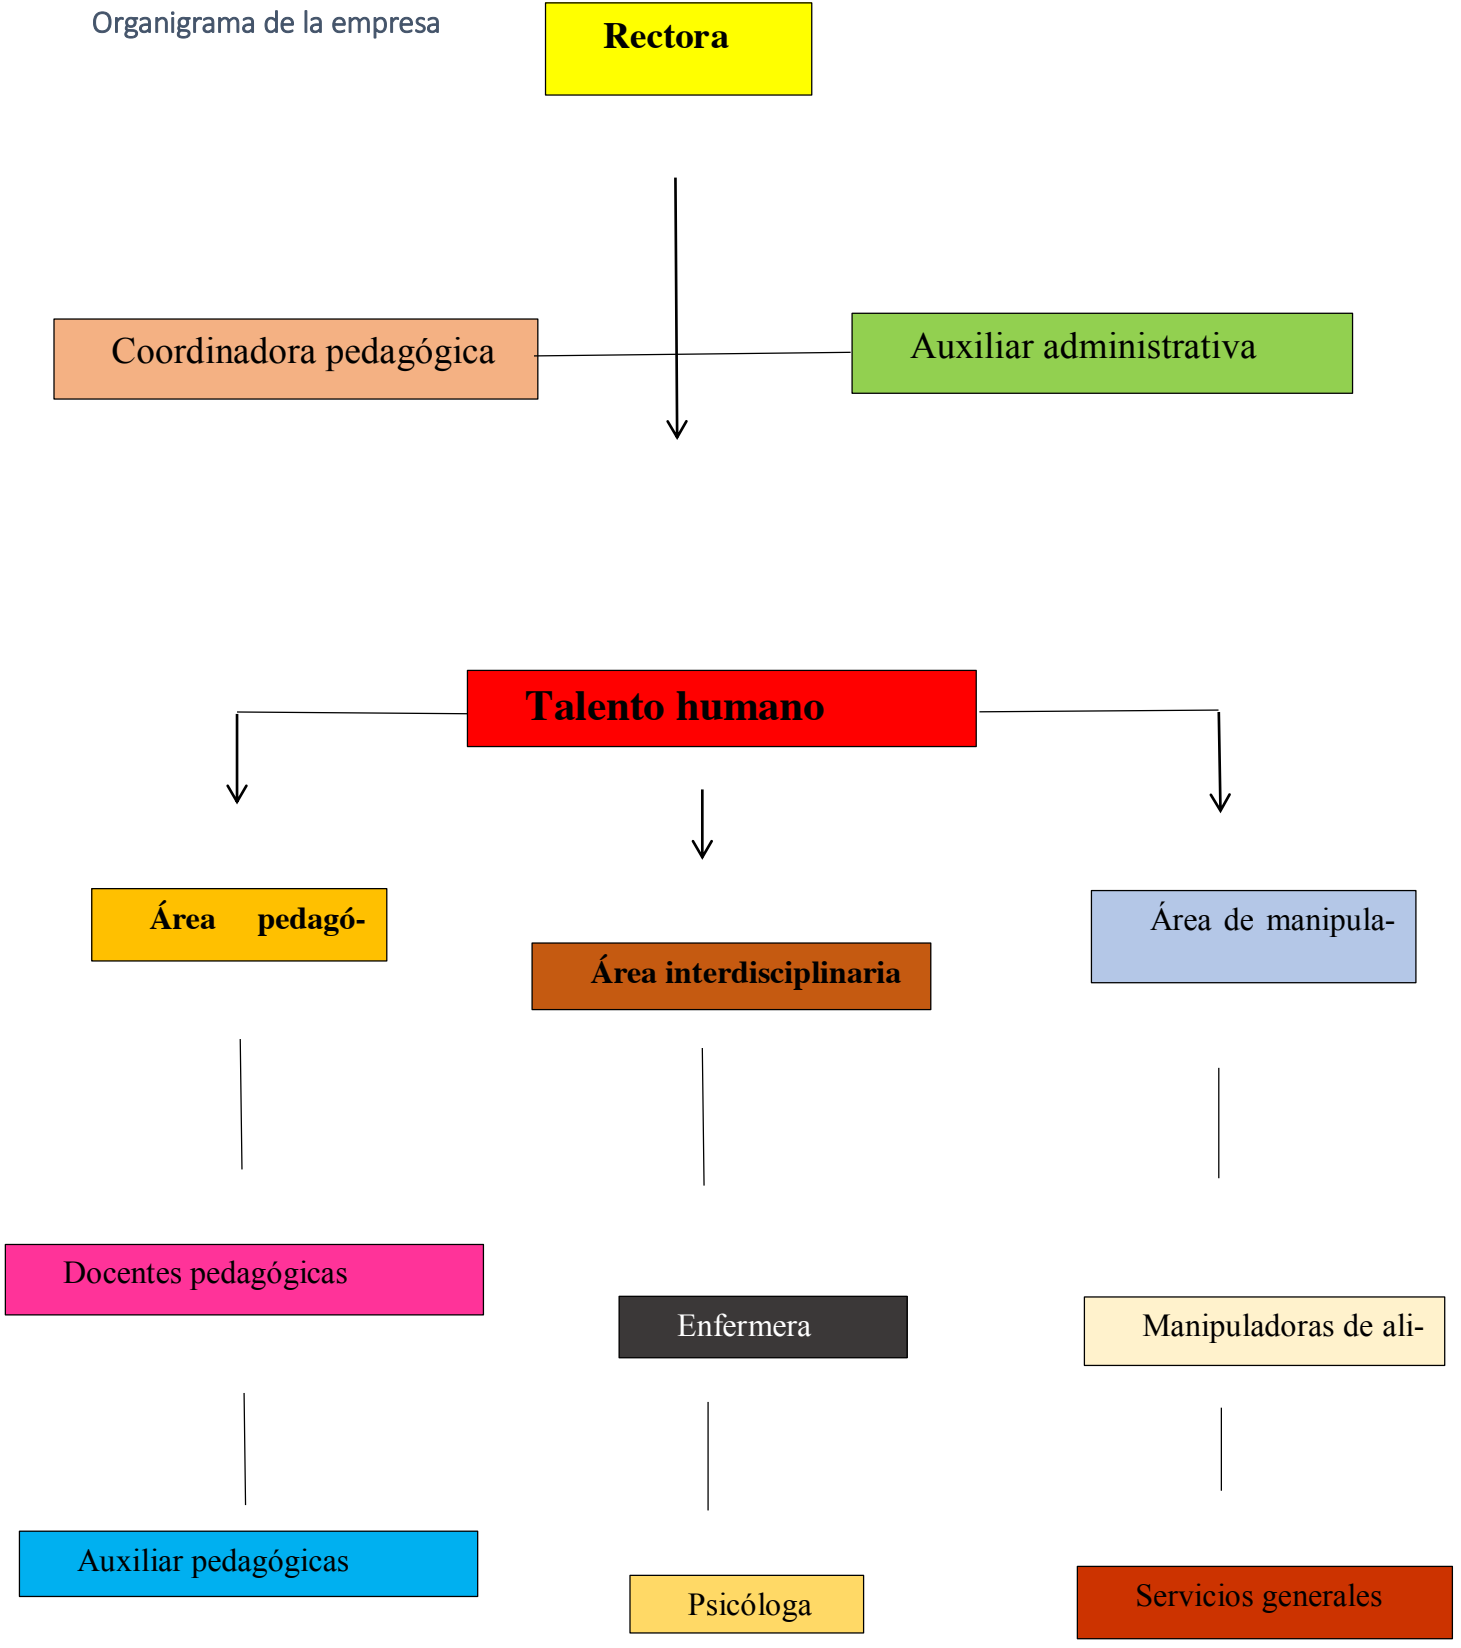 Organigrama de la empresa
Rectora
Coordinadora pedagógica
Auxiliar administrativa
Talento humano
Área pedagó-
Área interdisciplinaria
Área de manipula-
Docentes pedagógicas
Enfermera
Manipuladoras de ali-
Auxiliar pedagógicas
Psicóloga
Servicios generales